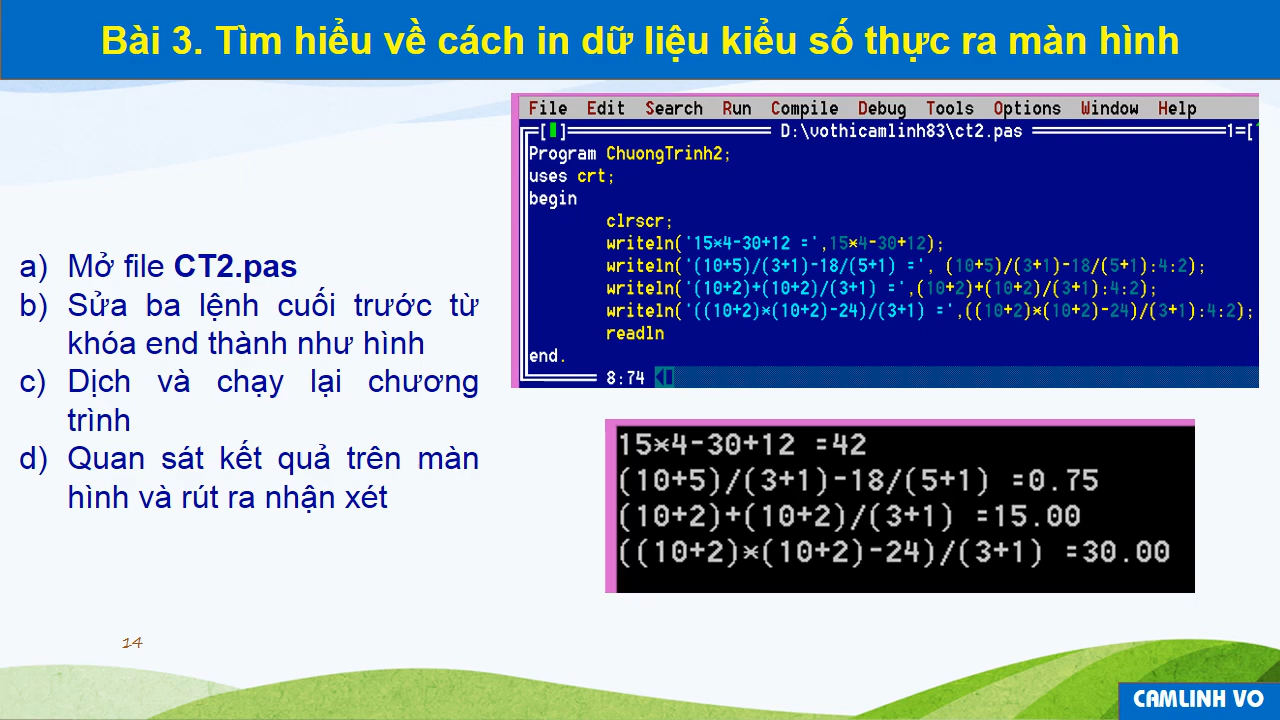 Bài 3. Tìm hiểu về cách in dữ liệu kiểu số thực ra màn hình
a) Mở file CT2.pas
b) Sửa ba lệnh cuối trước từ
khóa end thành như hình
c) Dịch và chạy lại chương
trình
d) Quan sát kết quả trên màn
hình và rút ra nhận xét
File Edit Search Run Compile Debug Tools Options Window Help
D:\vothicamlinh83\ct2.pas 1=[
Program ChuongTrinh2;
uses crt;
begin
clrscr;
writeln('15*4-30+12 =',15*4-30+12);
writeln('(10+5)/(3+1)-18/(5+1) =', (10+5)/(3+1)-18/(5+1):4:2);
writeln('(10+2)+(10+2)/(3+1) =',(10+2)+(10+2)/(3+1):4:2);
writeln('((10+2)*(10+2)-24)/(3+1) =',((10+2)*(10+2)-24)/(3+1):4:2);
readln
end.
8:74
15*4-30+12 =42
(10+5)/(3+1)-18/(5+1) =0.75
(10+2)+(10+2)/(3+1) =15.00
((10+2)*(10+2)-24)/(3+1) =30.00
14
CAMLINH VO